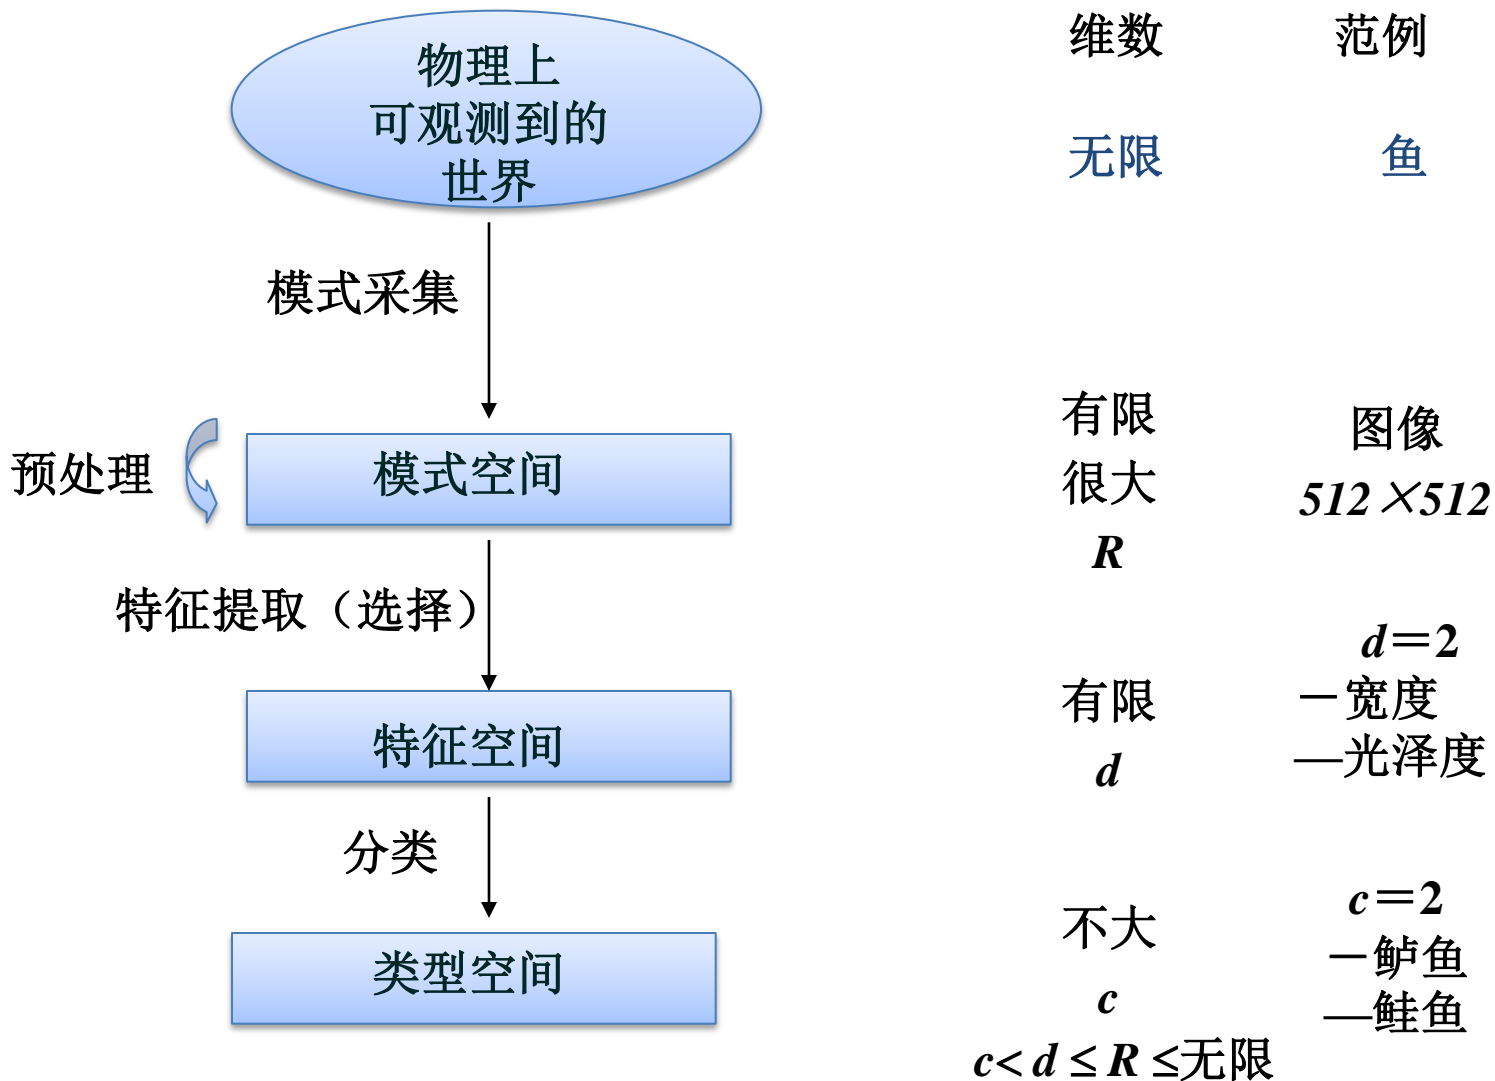 物理上
可观测到的
世界
维数
范例
无限
鱼
模式采集
预处理
模式空间
有限
很大
R
图像
512×512
特征提取（选择）
特征空间
有限
d
d＝2
－宽度
—光泽度
分类
类型空间
不大
c
c＝2
－鲈鱼
—鲑鱼
c< d ≤ R ≤无限